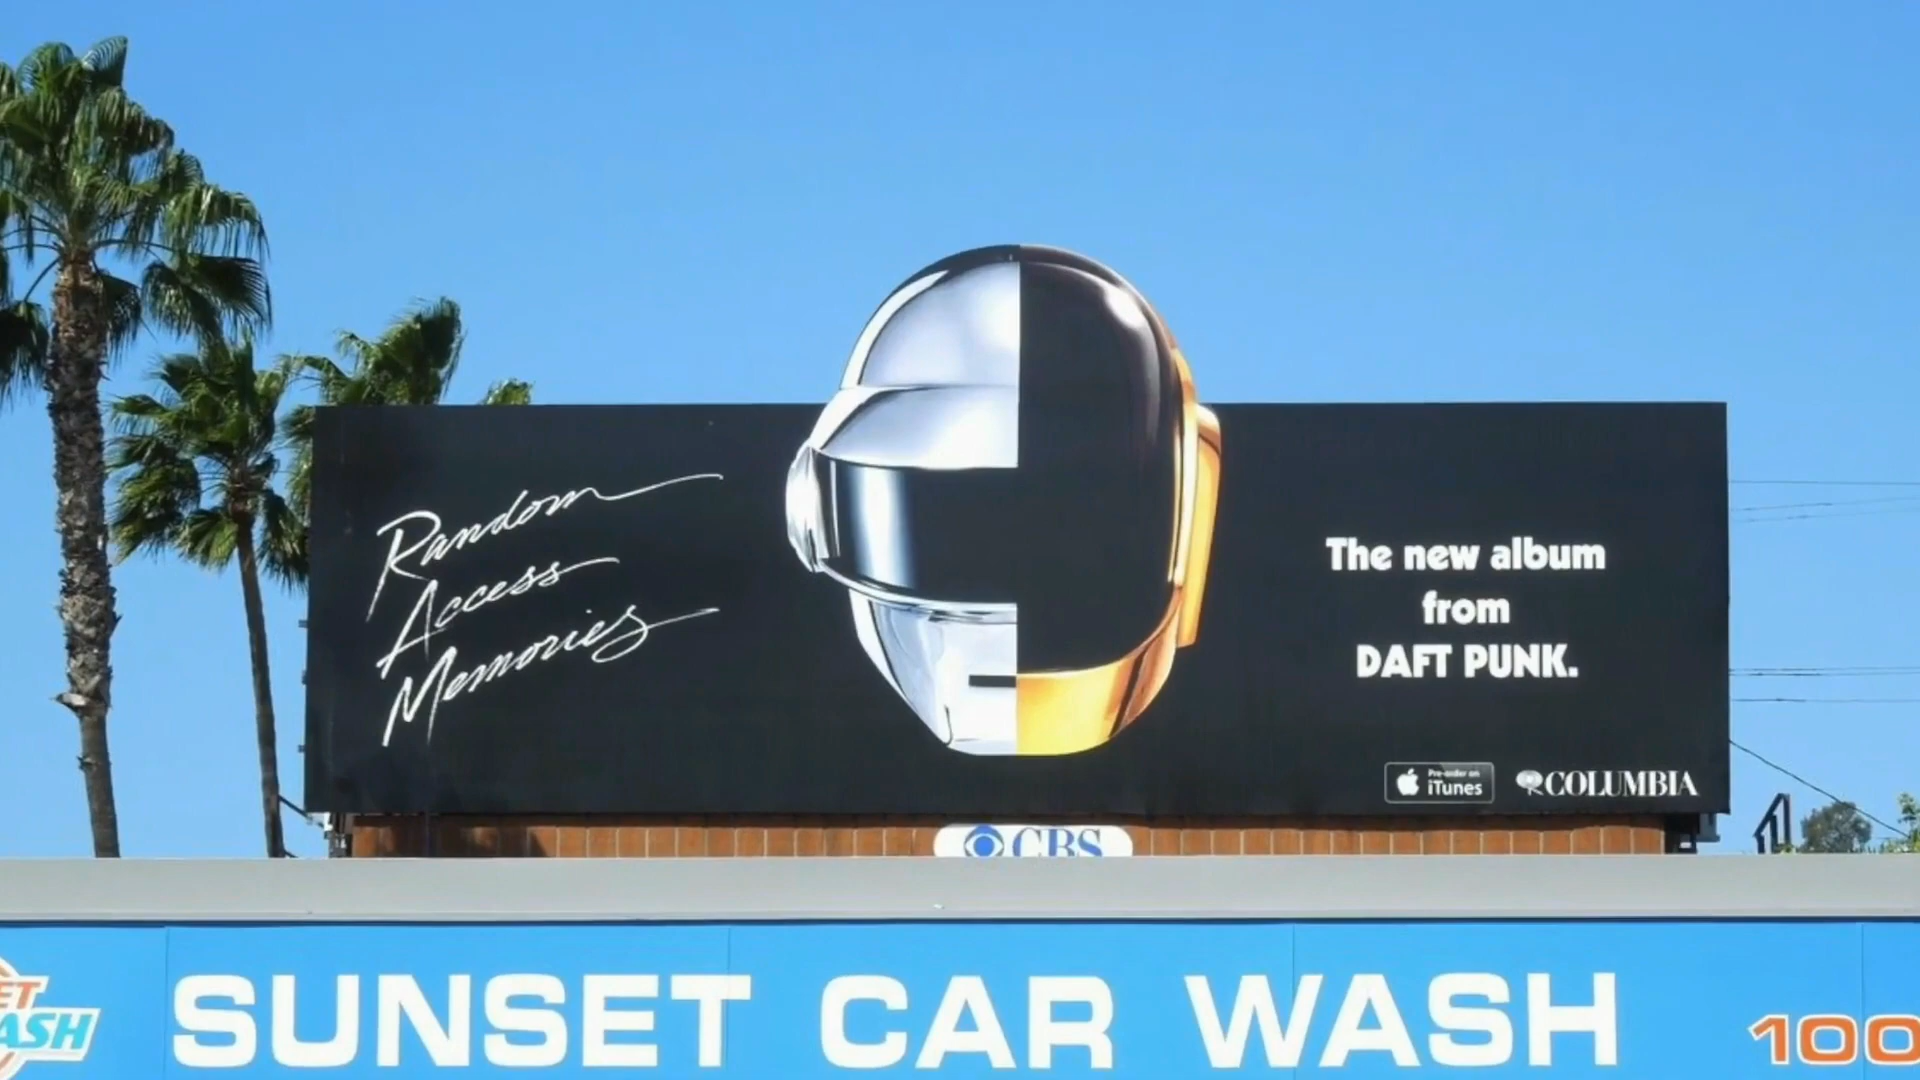 Random
Access
Memories
The new album
from
DAFT PUNK.
Pre-order on
iTunes
COLUMBIA
CBS
SUNSET CAR WASH
100